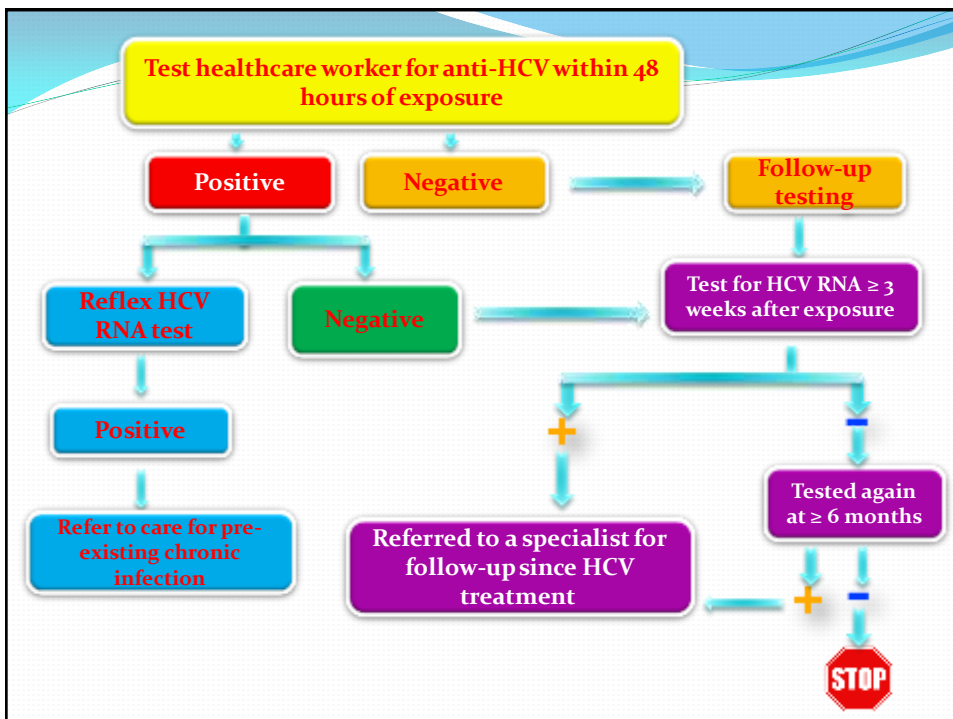 Test healthcare worker for anti-HCV within 48
hours of exposure
Positive
Negative
Follow-up
testing
Reflex HCV
RNA test
Negative
Test for HCV RNA ≥ 3
weeks after exposure
Positive
+
-
Tested again
at ≥ 6 months
Refer to care for pre-
existing chronic
infection
Referred to a specialist for
follow-up since HCV
treatment
+
-
STOP